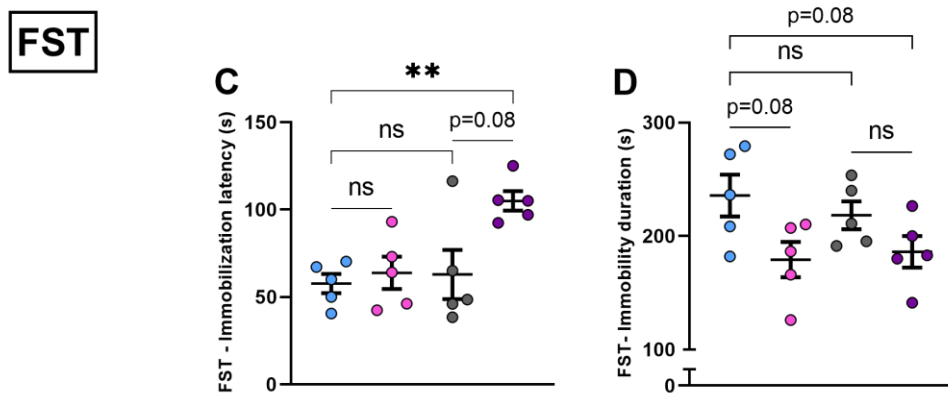 FST
C
**
ns
p=0.08
ns
FST - Immobilization latency (s)
150
100
50
0
D
p=0.08
ns
p=0.08
ns
FST- Immobility duration (s)
300
200
100
0